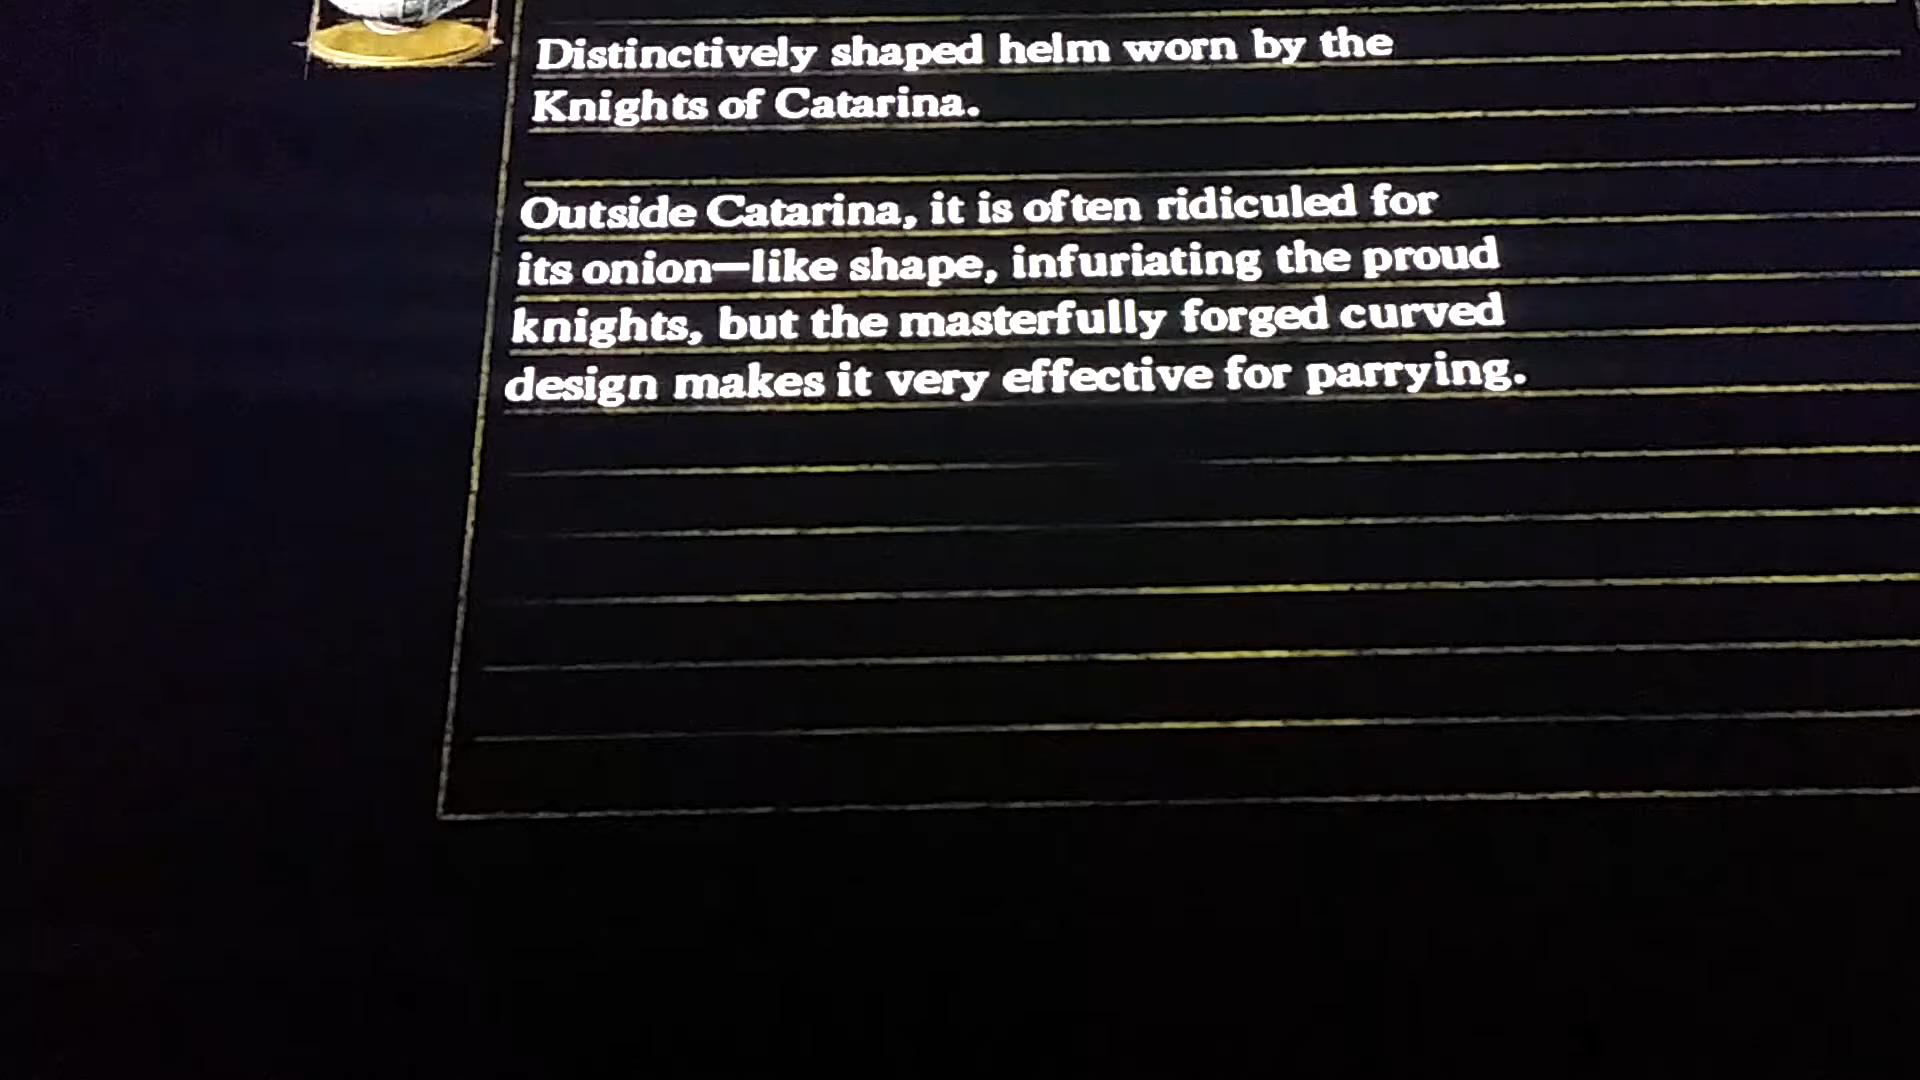 Distinctively shaped helm worn by the
Knights of Catarina.
Outside Catarina, it is often ridiculed for
its onion—like shape, infuriating the proud
knights, but the masterfully forged curved
design makes it very effective for parrying.